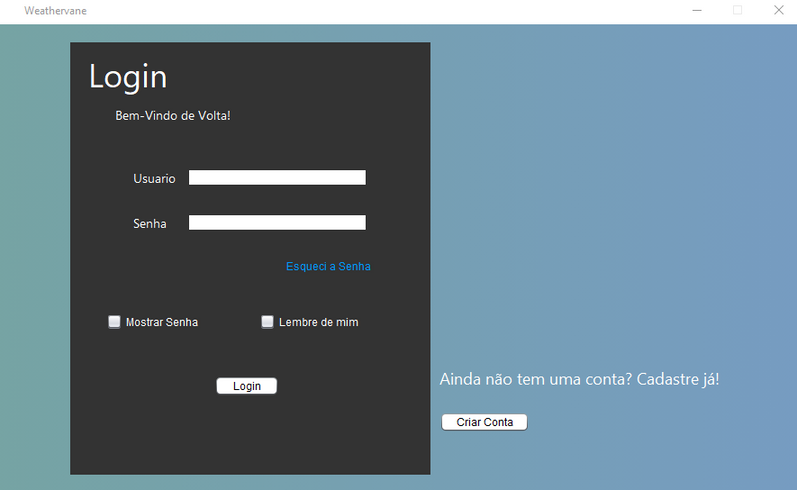 Weathervane
Login
Bem-Vindo de Volta!
Usuario
Senha
Esqueci a Senha
Mostrar Senha
Lembre de mim
Login
Ainda não tem uma conta? Cadastre já!
Criar Conta